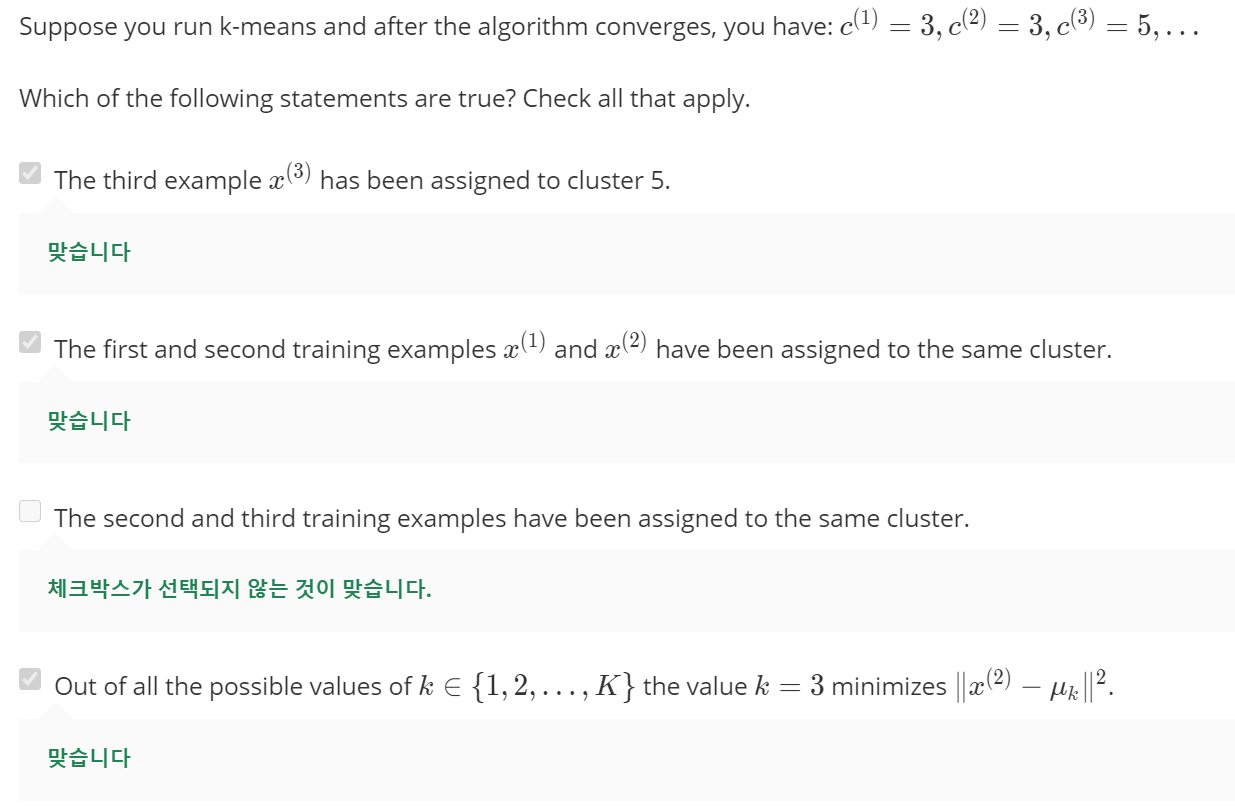 Suppose you run k-means and after the algorithm converges, you have: c^{(1)} = 3, c^{(2)} = 3, c^{(3)} = 5, ...
Which of the following statements are true? Check all that apply.
The third example x^{(3)} has been assigned to cluster 5.
맞습니다
The first and second training examples x^{(1)} and x^{(2)} have been assigned to the same cluster.
맞습니다
The second and third training examples have been assigned to the same cluster.
체크박스가 선택되지 않는 것이 맞습니다.
Out of all the possible values of k ∈ {1, 2, ..., K} the value k = 3 minimizes ‖x^{(2)} − μ_k‖^2.
맞습니다